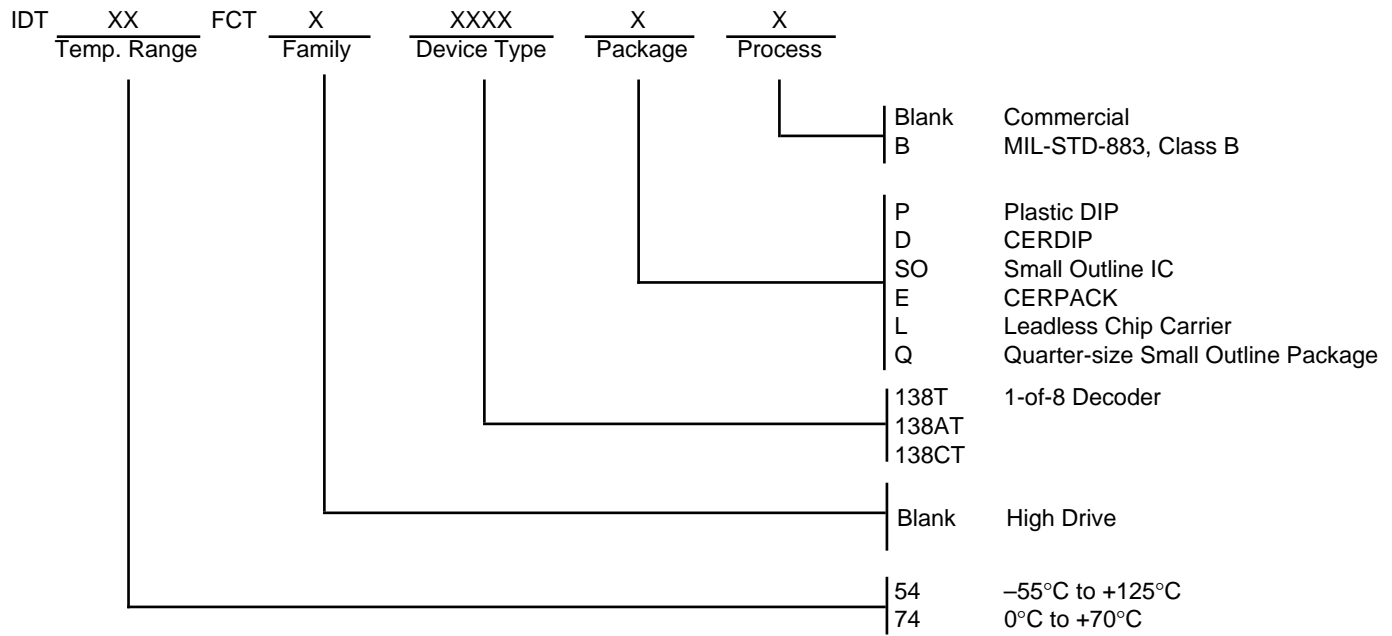 IDT XX FCT X XXXX X X
Temp. Range Family Device Type Package Process
Blank Commercial
B MIL-STD-883, Class B
P Plastic DIP
D CERDIP
SO Small Outline IC
E CERPACK
L Leadless Chip Carrier
Q Quarter-size Small Outline Package
138T 1-of-8 Decoder
138AT
138CT
Blank High Drive
54 –55°C to +125°C
74 0°C to +70°C